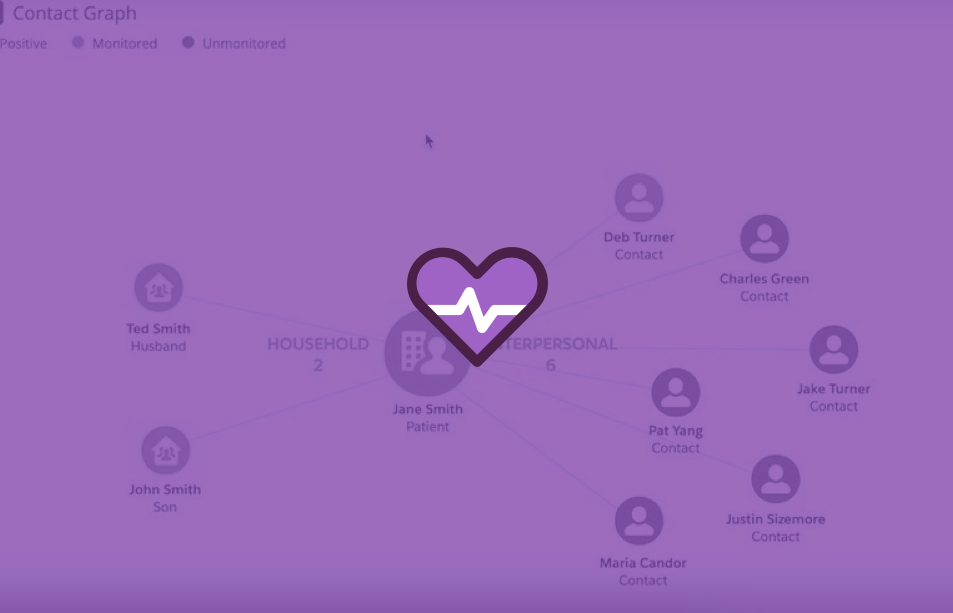 Contact Graph
Positive
Monitored
Unmonitored
Deb Turner
Contact
Charles Green
Contact
Ted Smith
Husband
HOUSEHOLD
2
TERPERSONAL
6
Jake Turner
Contact
Jane Smith
Patient
Pat Yang
Contact
John Smith
Son
Justin Sizemore
Contact
Maria Candor
Contact